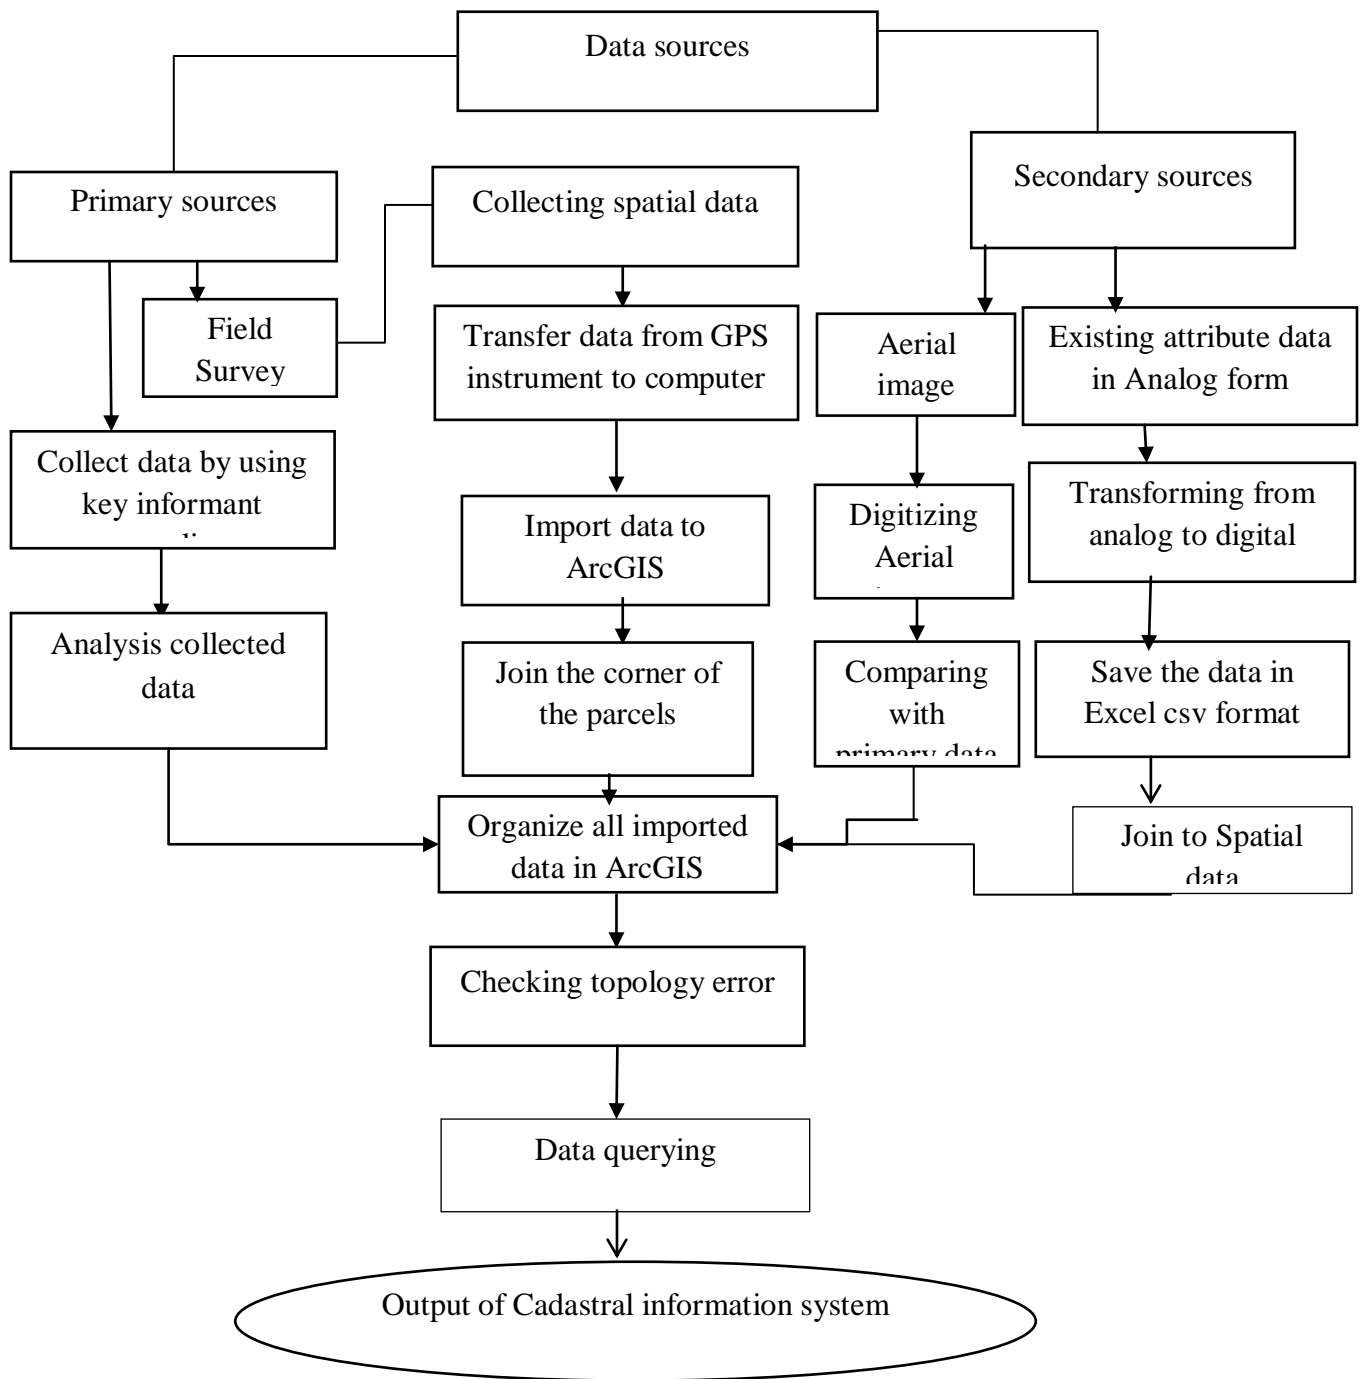 Data sources
Primary sources
Collecting spatial data
Secondary sources
Field
Survey
Transfer data from GPS
instrument to computer
Aerial
image
Existing attribute data
in Analog form
Collect data by using
key informant
Import data to
ArcGIS
Digitizing
Aerial
Transforming from
analog to digital
Analysis collected
data
Join the corner of
the parcels
Comparing
with
primary data
Save the data in
Excel csv format
Organize all imported
data in ArcGIS
Join to Spatial
data
Checking topology error
Data querying
Output of Cadastral information system